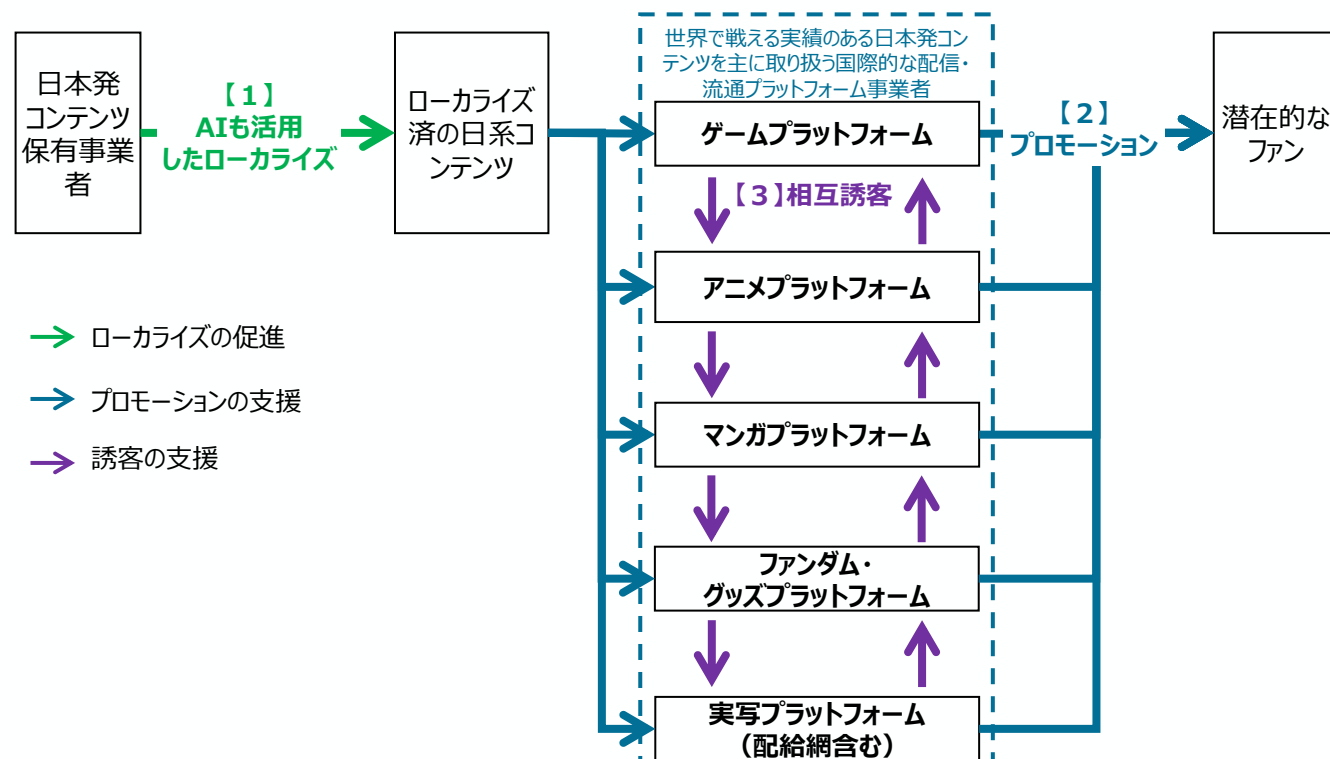 日本発
コンテンツ
保有事業
者
【１】
AIも活用
したローカライズ
ローカライズ
済の日系コ
ンテンツ
世界で戦える実績のある日本発コン
テンツを主に取り扱う国際的な配信・
流通プラットフォーム事業者
ゲームプラットフォーム
【３】相互誘客
アニメプラットフォーム
マンガプラットフォーム
ファンダム・
グッズプラットフォーム
実写プラットフォーム
（配給網含む）
【２】
プロモーション
潜在的な
ファン
ローカライズの促進
プロモーションの支援
誘客の支援